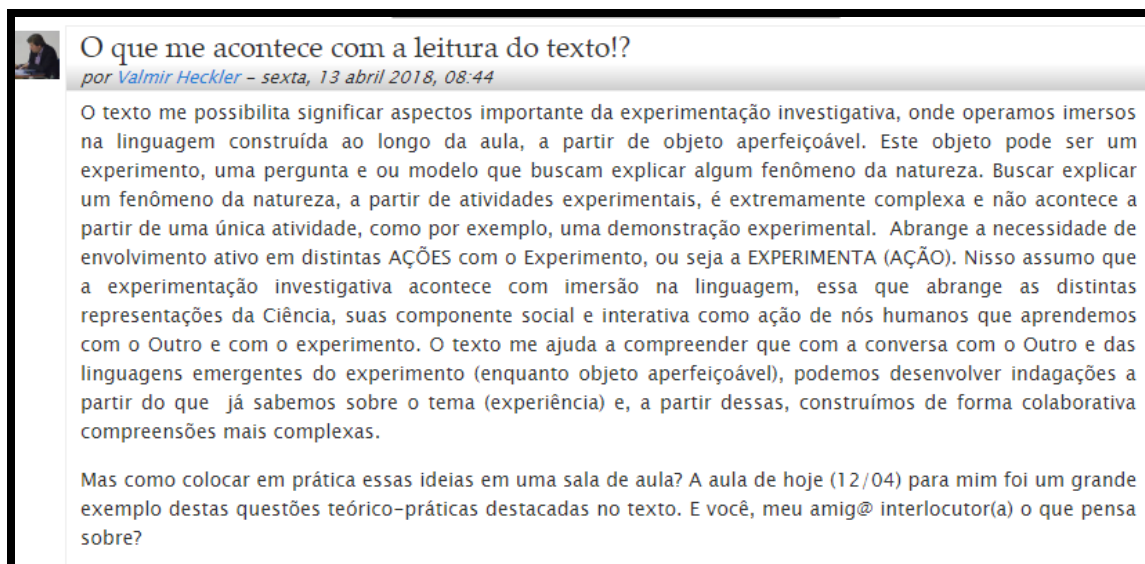 O que me acontece com a leitura do texto!?
por Valmir Heckler - sexta, 13 abril 2018, 08:44
O texto me possibilita significar aspectos importante da experimentação investigativa, onde operamos imersos
na linguagem construída ao longo da aula, a partir de objeto aperfeiçoável. Este objeto pode ser um
experimento, uma pergunta e ou modelo que buscam explicar algum fenômeno da natureza. Buscar explicar
um fenômeno da natureza, a partir de atividades experimentais, é extremamente complexa e não acontece a
partir de uma única atividade, como por exemplo, uma demonstração experimental. Abrange a necessidade de
envolvimento ativo em distintas AÇÕES com o Experimento, ou seja a EXPERIMENTA (AÇÃO). Nisso assumo que
a experimentação investigativa acontece com imersão na linguagem, essa que abrange as distintas
representações da Ciência, suas componente social e interativa como ação de nós humanos que aprendemos
com o Outro e com o experimento. O texto me ajuda a compreender que com a conversa com o Outro e das
linguagens emergentes do experimento (enquanto objeto aperfeiçoável), podemos desenvolver indagações a
partir do que já sabemos sobre o tema (experiência) e, a partir dessas, construímos de forma colaborativa
compreensões mais complexas.
Mas como colocar em prática essas ideias em uma sala de aula? A aula de hoje (12/04) para mim foi um grande
exemplo destas questões teórico-práticas destacadas no texto. E você, meu amig@ interlocutor(a) o que pensa
sobre?